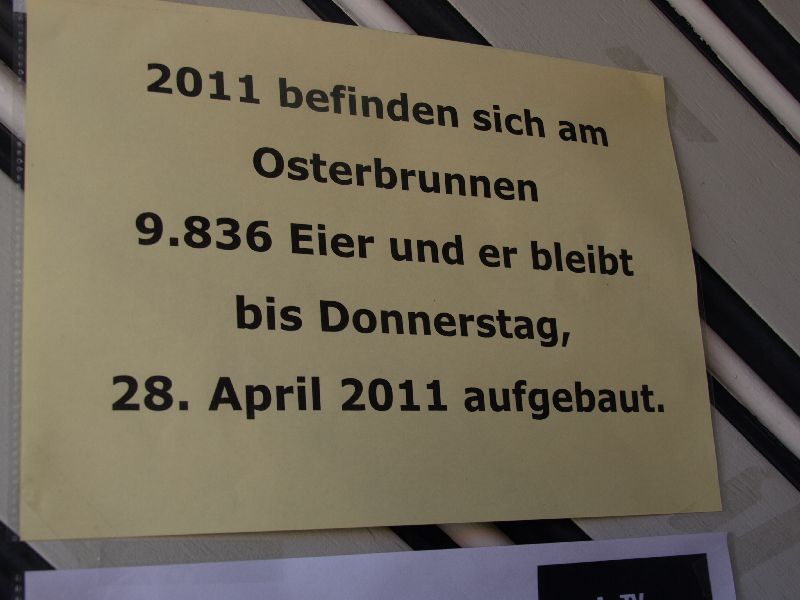 2011 befinden sich am
Osterbrunnen
9.836 Eier und er bleibt
bis Donnerstag,
28. April 2011 aufgebaut.